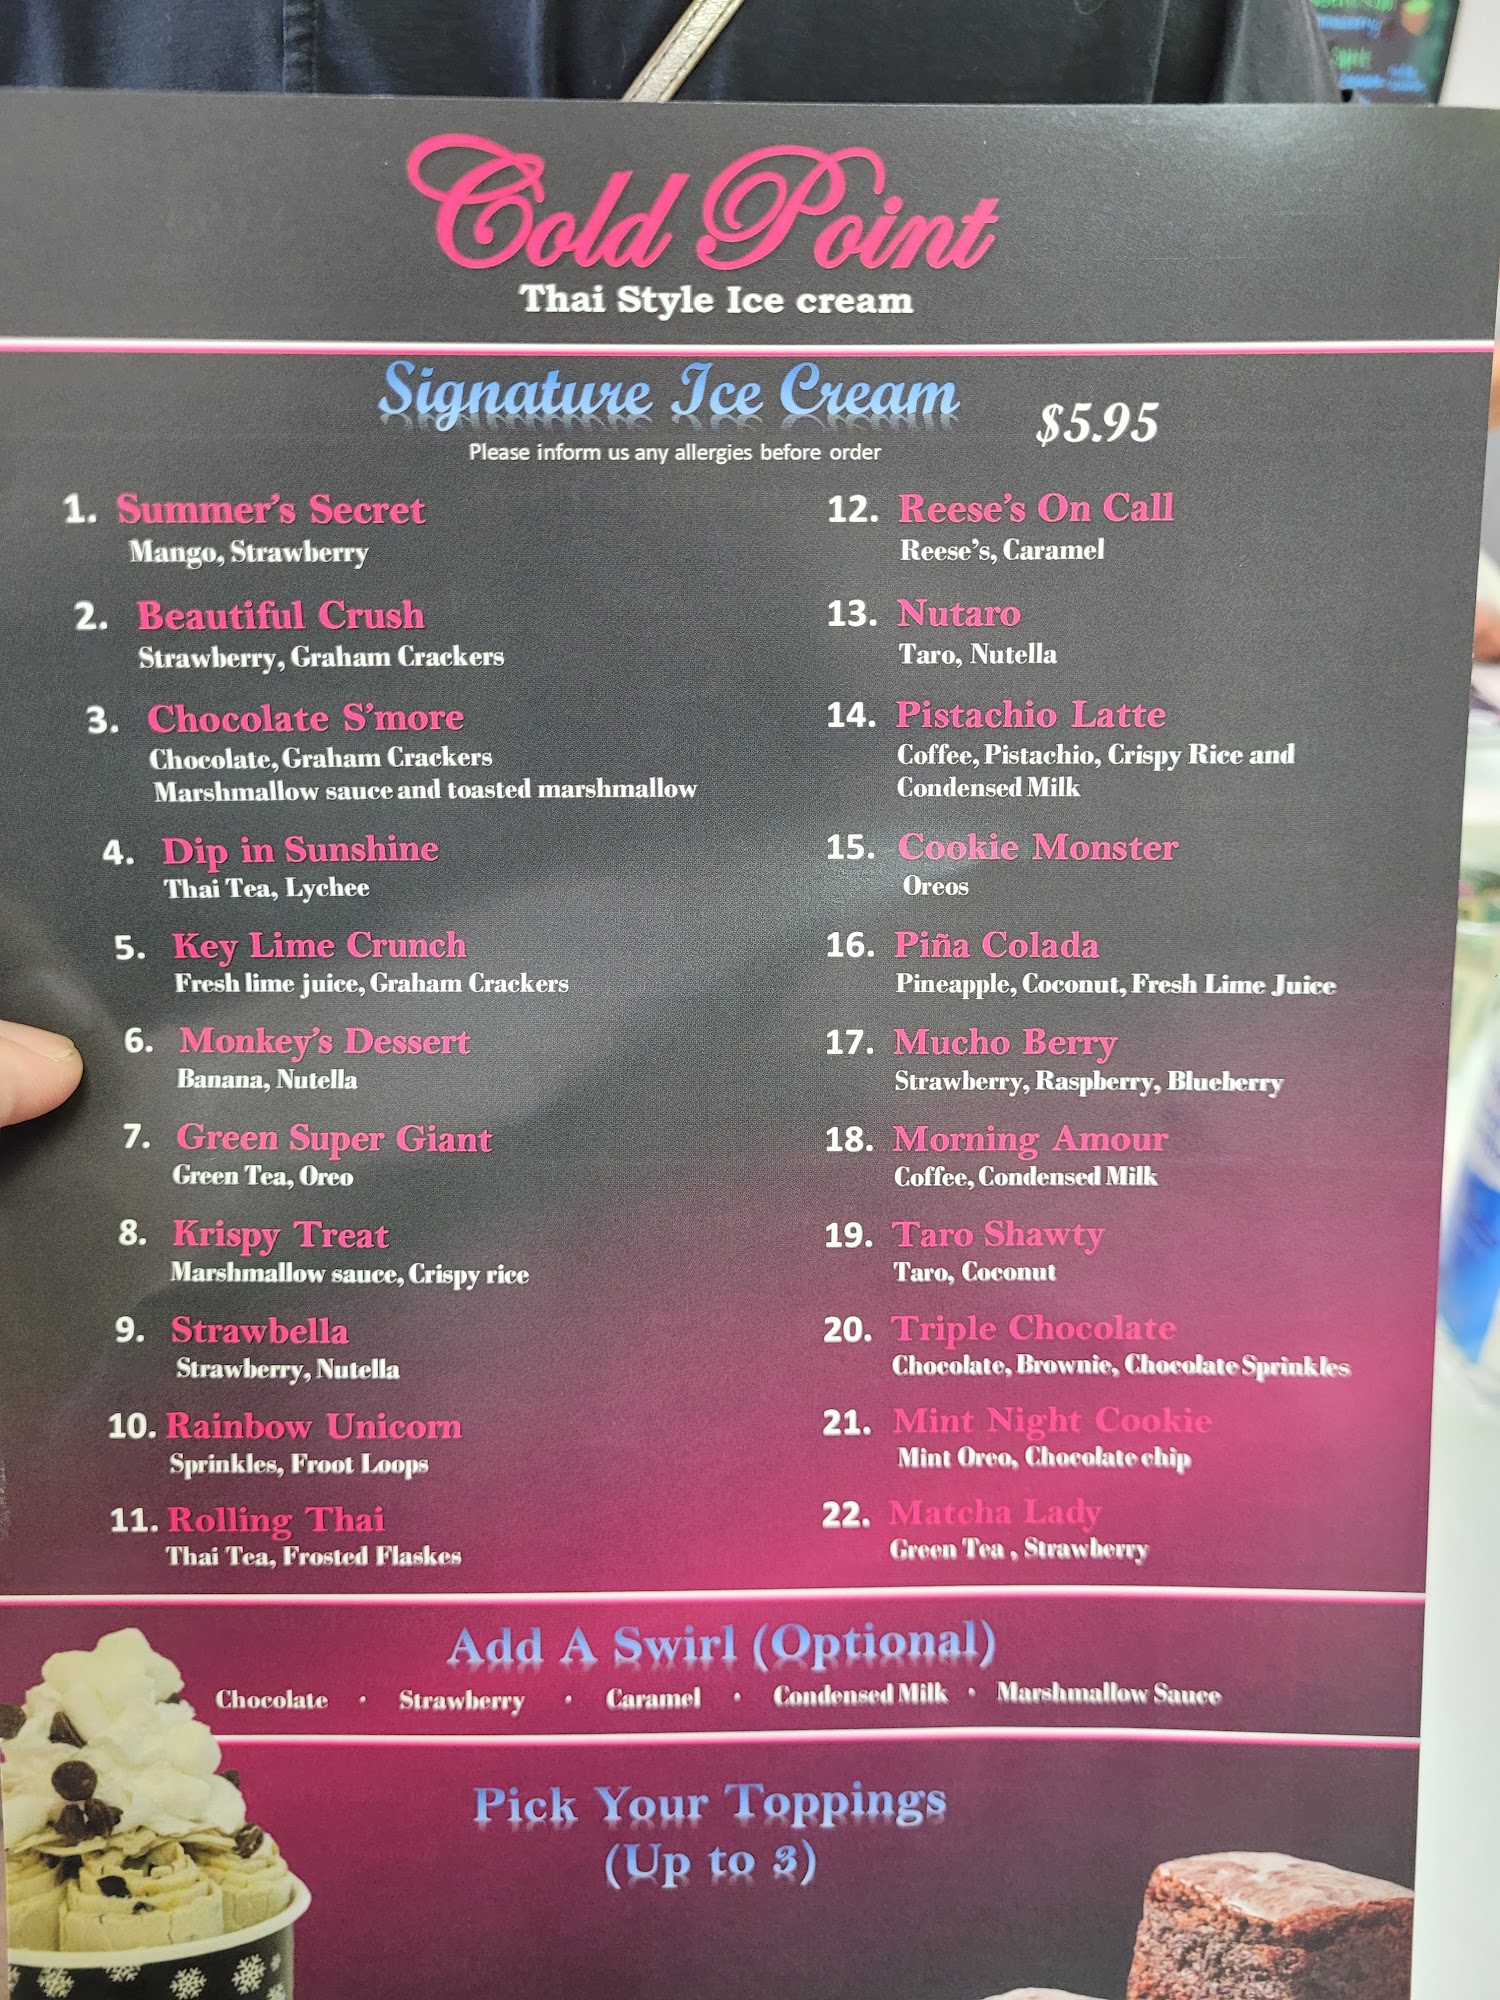 Cold Point
Thai Style Ice cream
Signature Ice Cream
$5.95
Please inform us any allergies before order
1. Summer's Secret
Mango, Strawberry
2. Beautiful Crush
Strawberry, Graham Crackers
3. Chocolate S'more
Chocolate, Graham Crackers
Marshmallow sauce and toasted marshmallow
4. Dip in Sunshine
Thai Tea, Lychee
5. Key Lime Crunch
Fresh lime juice, Graham Crackers
6. Monkey's Dessert
Banana, Nutella
7. Green Super Giant
Green Tea, Oreo
8. Krispy Treat
Marshmallow sauce, Crispy rice
9. Strawbella
Strawberry, Nutella
10. Rainbow Unicorn
Sprinkles, Froot Loops
11. Rolling Thai
Thai Tea, Frosted Flaskes
12. Reese's On Call
Reese's, Caramel
13. Nutaro
Taro, Nutella
14. Pistachio Latte
Coffee, Pistachio, Crispy Rice and
Condensed Milk
15. Cookie Monster
Oreos
16. Piña Colada
Pineapple, Coconut, Fresh Lime Juice
17. Mucho Berry
Strawberry, Raspberry, Blueberry
18. Morning Amour
Coffee, Condensed Milk
19. Taro Shawty
Taro, Coconut
20. Triple Chocolate
Chocolate, Brownie, Chocolate Sprinkles
21. Mint Night Cookie
Mint Oreo, Chocolate chip
22. Matcha Lady
Green Tea , Strawberry
Add A Swirl (Optional)
Chocolate • Strawberry • Caramel • Condensed Milk • Marshmallow Sauce
Pick Your Toppings
(Up to 3)